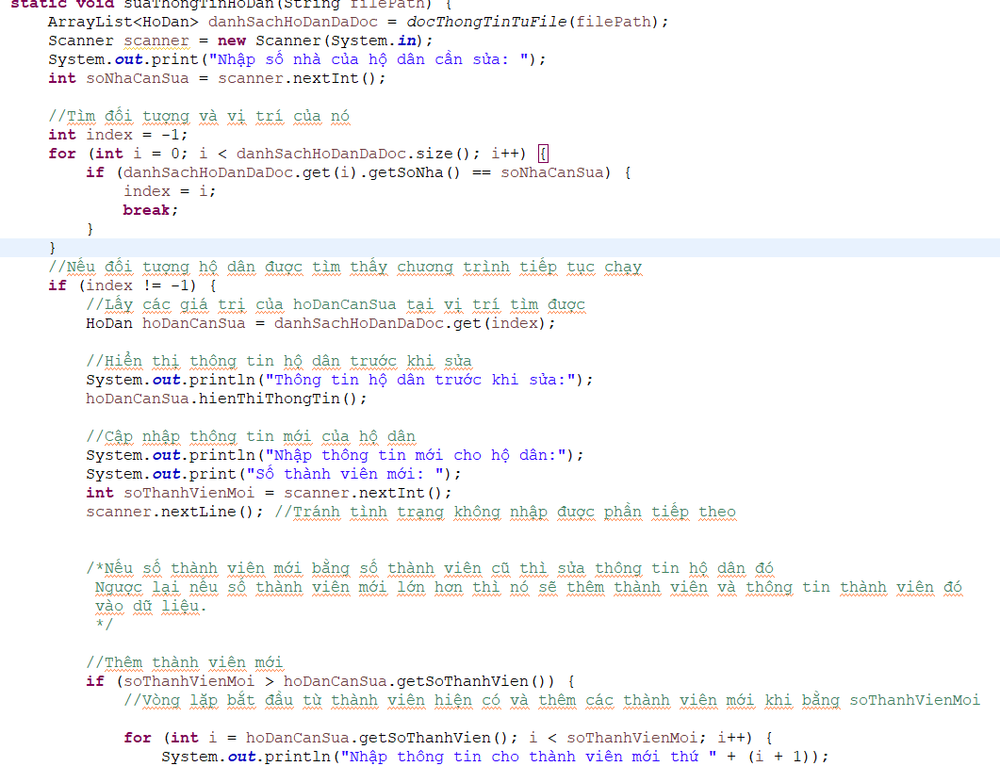 static void suaThongTinHoDan(String filePath) {
ArrayList<HoDan> danhSachHoDanDaDoc = docThongTinTuFile(filePath);
Scanner scanner = new Scanner(System.in);
System.out.print("Nhập số nhà của hộ dân cần sửa: ");
int soNhaCanSua = scanner.nextInt();
//Tìm đối tượng và vị trí của nó
int index = -1;
for (int i = 0; i < danhSachHoDanDaDoc.size(); i++) {
if (danhSachHoDanDaDoc.get(i).getSoNha() == soNhaCanSua) {
index = i;
break;
}
}
//Nếu đối tượng hộ dân được tìm thấy chương trình tiếp tục chạy
if (index != -1) {
//Lấy các giá trị của hoDanCanSua tại vị trí tìm được
HoDan hoDanCanSua = danhSachHoDanDaDoc.get(index);
//Hiển thị thông tin hộ dân trước khi sửa
System.out.println("Thông tin hộ dân trước khi sửa:");
hoDanCanSua.hienThiThongTin();
//Cập nhập thông tin mới của hộ dân
System.out.println("Nhập thông tin mới cho hộ dân:");
System.out.print("Số thành viên mới: ");
int soThanhVienMoi = scanner.nextInt();
scanner.nextLine(); //Tránh tình trạng không nhập được phần tiếp theo
/*Nếu số thành viên mới bằng số thành viên cũ thì sửa thông tin hộ dân đó
Ngược lại nếu số thành viên mới lớn hơn thì nó sẽ thêm thành viên và thông tin thành viên đó
vào dữ liệu.
*/
//Thêm thành viên mới
if (soThanhVienMoi > hoDanCanSua.getSoThanhVien()) {
//Vòng lặp bắt đầu từ thành viên hiện có và thêm các thành viên mới khi bằng soThanhVienMoi
for (int i = hoDanCanSua.getSoThanhVien(); i < soThanhVienMoi; i++) {
System.out.println("Nhập thông tin cho thành viên mới thứ " + (i + 1));